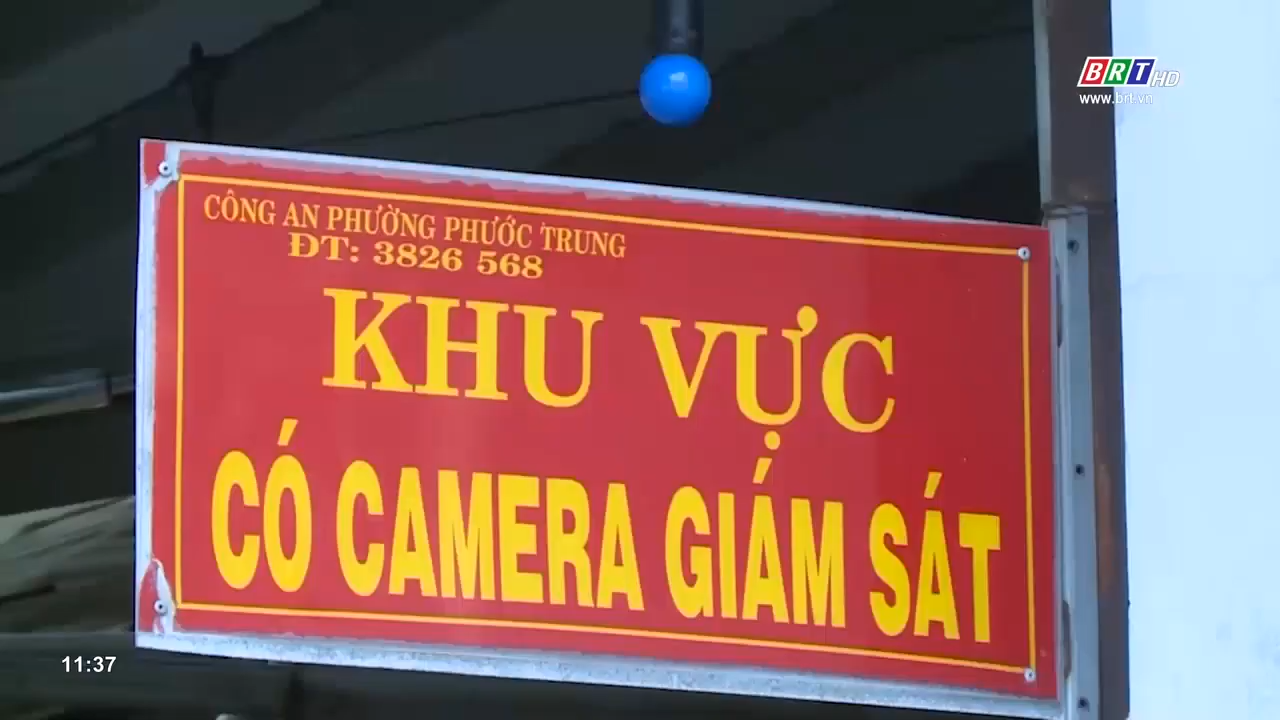 BRT HD
www.brt.vn
CÔNG AN PHƯỜNG PHƯỚC TRUNG
ĐT: 3826 568
KHU VỰC
CÓ CAMERA GIÁM SÁT
11:37